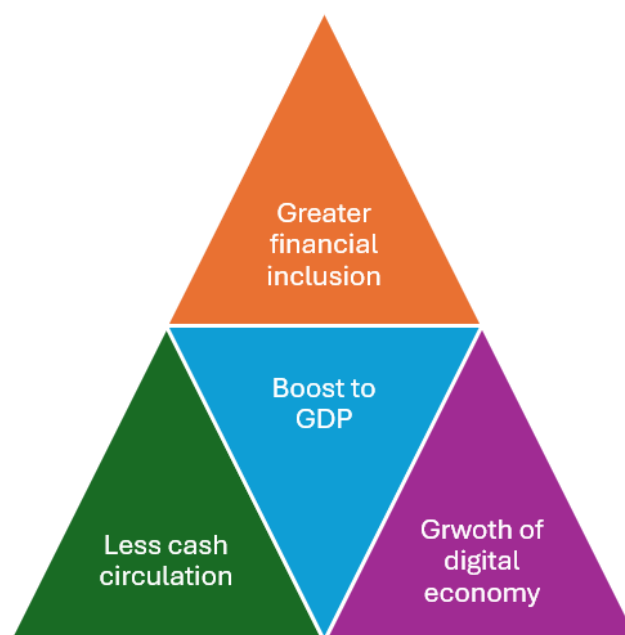 Greater
financial
inclusion
Boost to
GDP
Less cash
circulation
Grwoth of
digital
economy